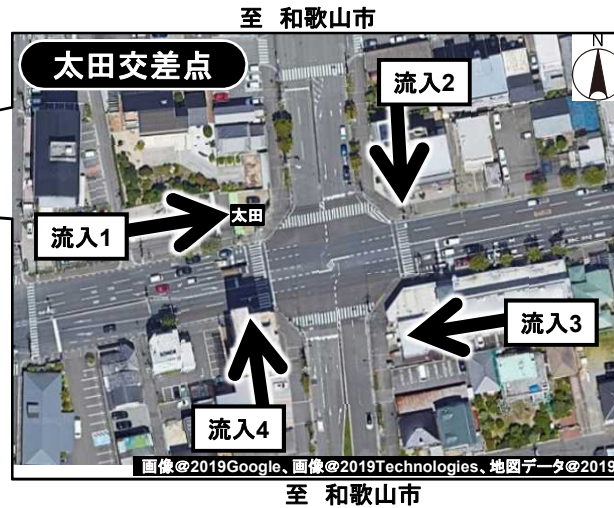 至 和歌山市
太田交差点
N
流入2
太田
流入1
流入3
流入4
画像@2019Google、画像@2019Technologies、地図データ@2019
至 和歌山市